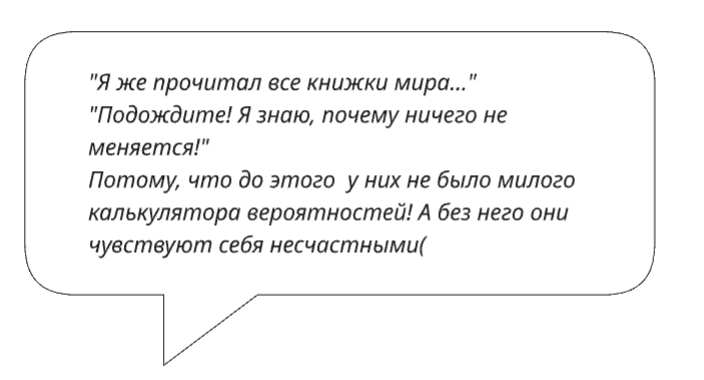 "Я же прочитал все книжки мира..."
"Подождите! Я знаю, почему ничего не
меняется!"
Потому, что до этого  у них не было милого
калькулятора вероятностей! А без него они
чувствуют себя несчастными(